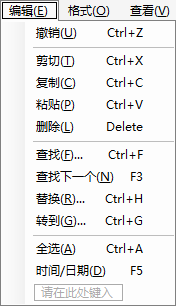 编辑(E) 格式(O) 查看(V)
撤销(U) Ctrl+Z
剪切(T) Ctrl+X
复制(C) Ctrl+C
粘贴(P) Ctrl+V
删除(L) Delete
查找(F)... Ctrl+F
查找下一个(N) F3
替换(R)... Ctrl+H
转到(G)... Ctrl+G
全选(A) Ctrl+A
时间/日期(D) F5
请在此处键入